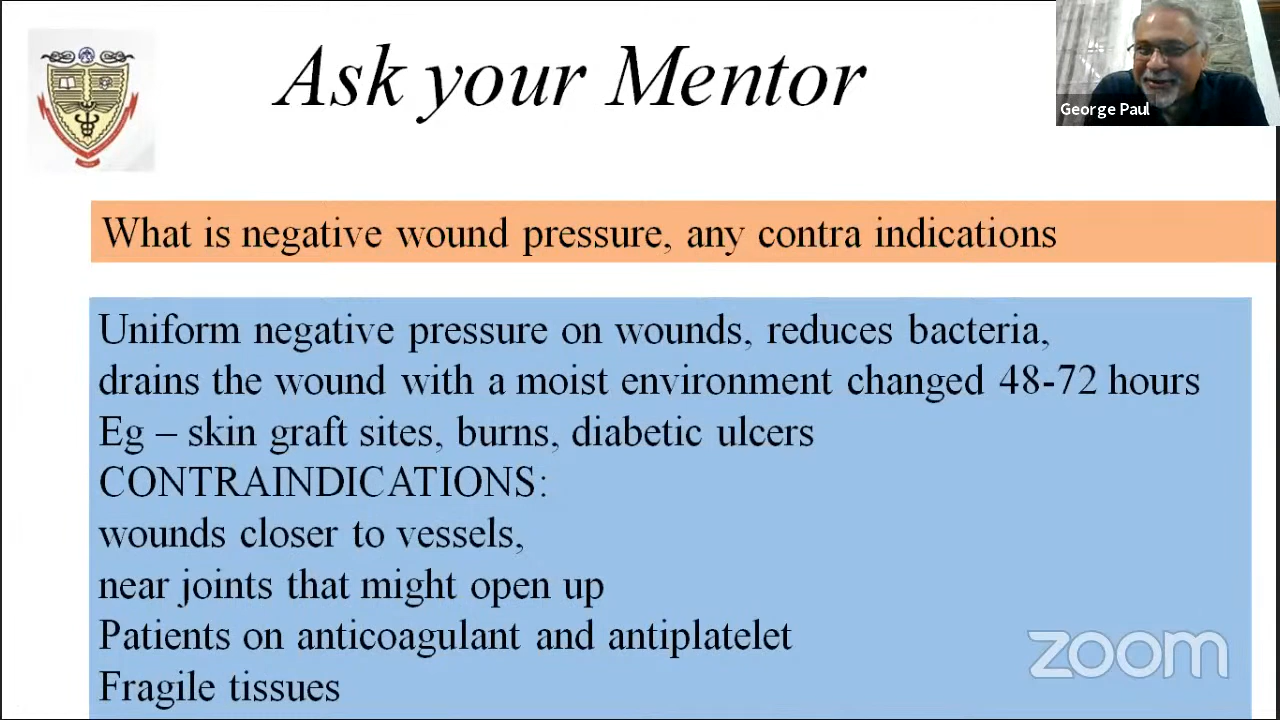 Ask your Mentor
George Paul
What is negative wound pressure, any contra indications
Uniform negative pressure on wounds, reduces bacteria,
drains the wound with a moist environment changed 48-72 hours
Eg – skin graft sites, burns, diabetic ulcers
CONTRAINDICATIONS:
wounds closer to vessels,
near joints that might open up
Patients on anticoagulant and antiplatelet
Fragile tissues
zoom